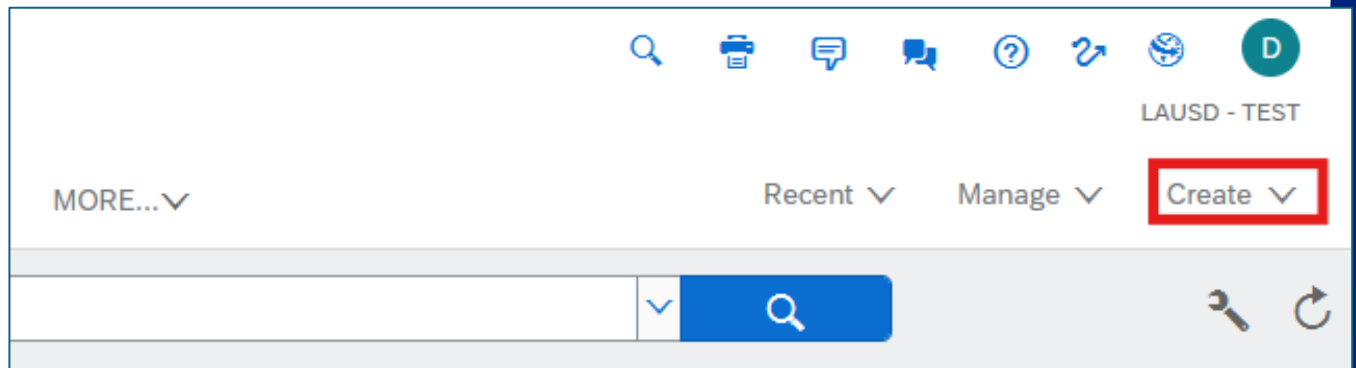 D
LAUSD - TEST
MORE...
Recent
Manage
Create